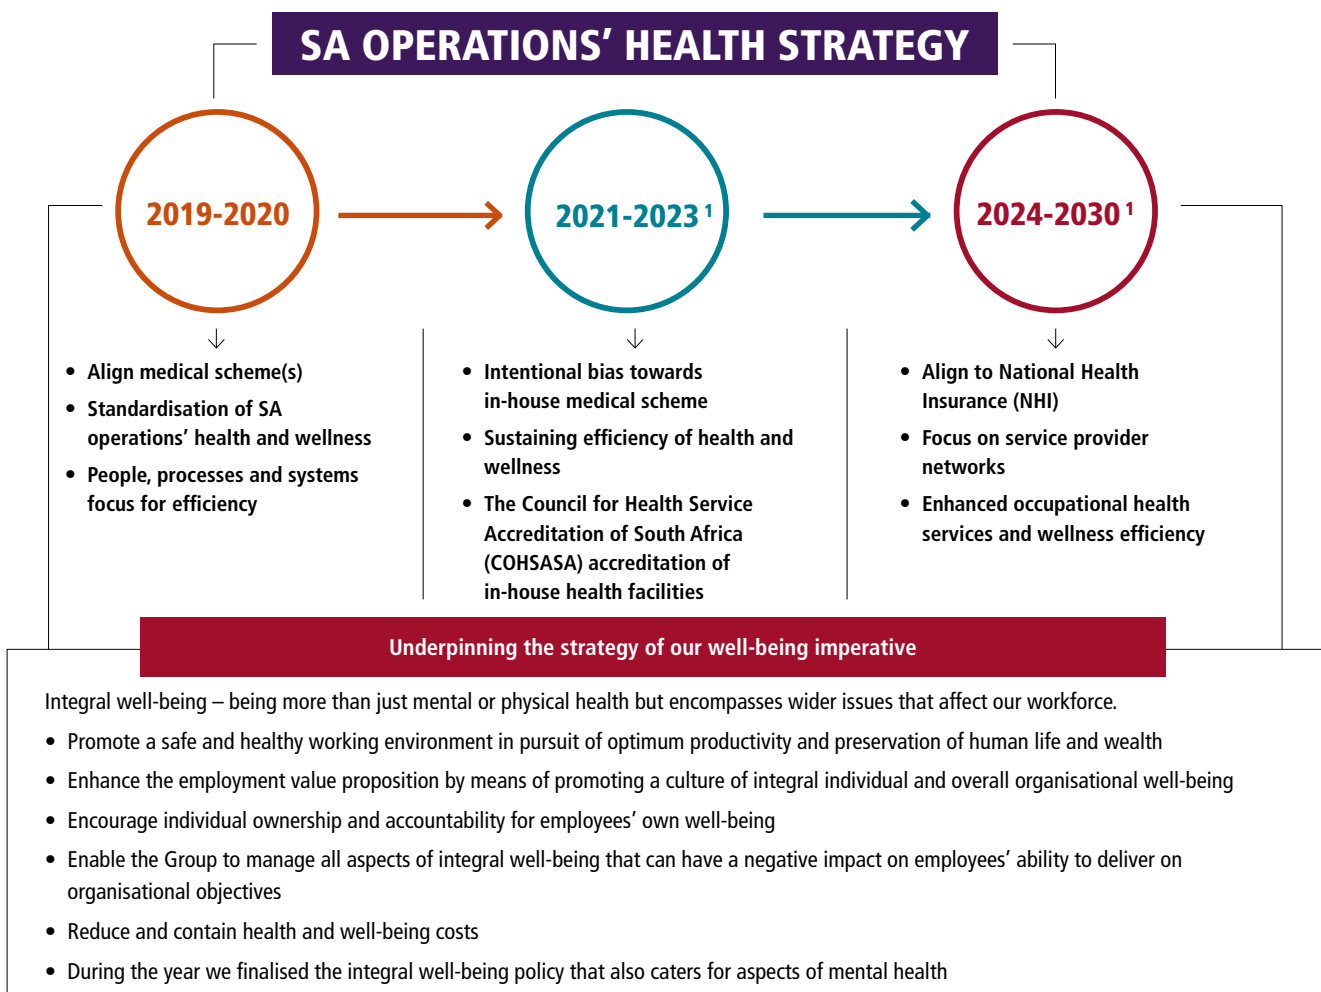 SA OPERATIONS’ HEALTH STRATEGY
2019-2020
2021-2023 1
2024-2030 1
• Align medical scheme(s)
• Standardisation of SA
operations’ health and wellness
• People, processes and systems
focus for efficiency
• Intentional bias towards
in-house medical scheme
• Sustaining efficiency of health and
wellness
• The Council for Health Service
Accreditation of South Africa
(COHSASA) accreditation of
in-house health facilities
• Align to National Health
Insurance (NHI)
• Focus on service provider
networks
• Enhanced occupational health
services and wellness efficiency
Underpinning the strategy of our well-being imperative
Integral well-being – being more than just mental or physical health but encompasses wider issues that affect our workforce.
• Promote a safe and healthy working environment in pursuit of optimum productivity and preservation of human life and wealth
• Enhance the employment value proposition by means of promoting a culture of integral individual and overall organisational well-being
• Encourage individual ownership and accountability for employees’ own well-being
• Enable the Group to manage all aspects of integral well-being that can have a negative impact on employees’ ability to deliver on
organisational objectives
• Reduce and contain health and well-being costs
• During the year we finalised the integral well-being policy that also caters for aspects of mental health